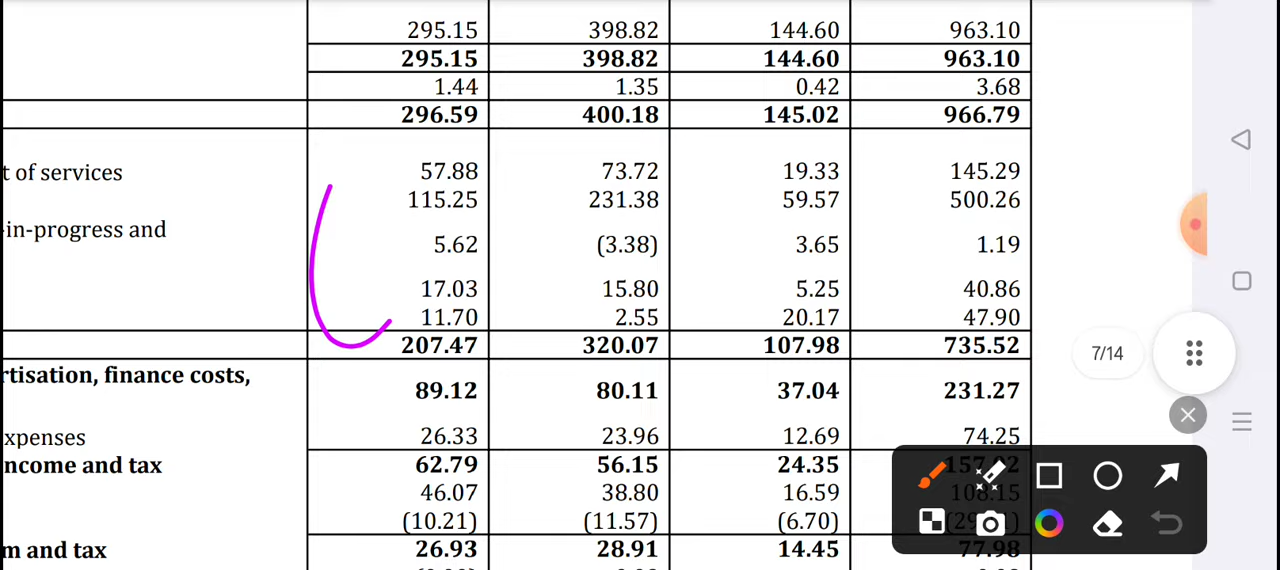 295.15 398.82 144.60 963.10
295.15 398.82 144.60 963.10
1.44 1.35 0.42 3.68
296.59 400.18 145.02 966.79
t of services 57.88 73.72 19.33 145.29
115.25 231.38 59.57 500.26
-in-progress and
5.62 (3.38) 3.65 1.19
17.03 15.80 5.25 40.86
11.70 2.55 20.17 47.90
207.47 320.07 107.98 735.52
rtisation, finance costs,
89.12 80.11 37.04 231.27
xpenses 26.33 23.96 12.69 74.25
ncome and tax 62.79 56.15 24.35
46.07 38.80 16.59 108.15
(10.21) (11.57) (6.70)
m and tax 26.93 28.91 14.45 77.98
7/14